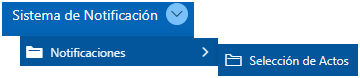 Sistema de Notificación
Notificaciones
Selección de Actos